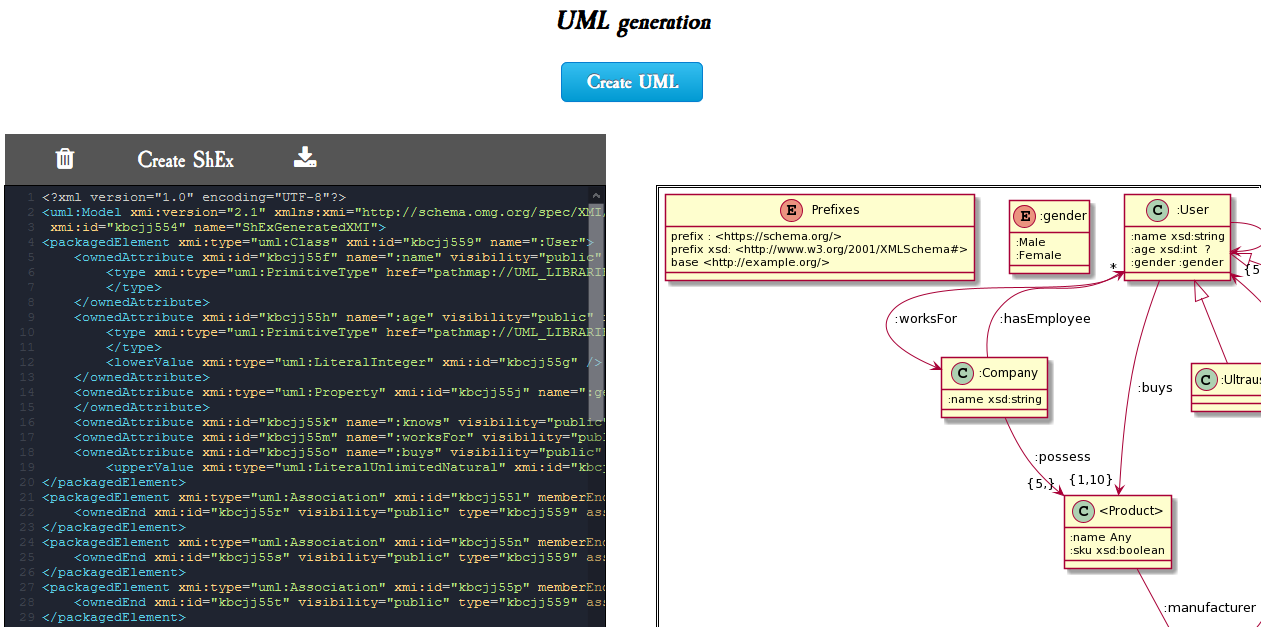 UML generation
Create UML
Create ShEx
1 <?xml version="1.0" encoding="UTF-8"?>
2 <uml:Model xmi:version="2.1" xmlns:xmi="http://schema.omg.org/spec/XMI/
3 xmi:id="kbcjj554" name="ShExGeneratedXMI">
4 <packagedElement xmi:type="uml:Class" xmi:id="kbcjj559" name=":User">
5 <ownedAttribute xmi:id="kbcjj55f" name=":name" visibility="public"
6 <type xmi:type="uml:PrimitiveType" href="pathmap://UML_LIBRARI
7 </type>
8 </ownedAttribute>
9 <ownedAttribute xmi:id="kbcjj55h" name=":age" visibility="public"
10 <type xmi:type="uml:PrimitiveType" href="pathmap://UML_LIBRARI
11 </type>
12 <lowerValue xmi:type="uml:LiteralInteger" xmi:id="kbcjj55g" />
13 </ownedAttribute>
14 <ownedAttribute xmi:type="uml:Property" xmi:id="kbcjj55j" name=":ge
15 </ownedAttribute>
16 <ownedAttribute xmi:id="kbcjj55k" name=":knows" visibility="public"
17 <ownedAttribute xmi:id="kbcjj55m" name=":worksFor" visibility="publ
18 <ownedAttribute xmi:id="kbcjj55o" name=":buys" visibility="public"
19 <upperValue xmi:type="uml:LiteralUnlimitedNatural" xmi:id="kbcj
20 </packagedElement>
21 <packagedElement xmi:type="uml:Association" xmi:id="kbcjj55l" memberEnd
22 <ownedEnd xmi:id="kbcjj55r" visibility="public" type="kbcjj559" ass
23 </packagedElement>
24 <packagedElement xmi:type="uml:Association" xmi:id="kbcjj55n" memberEnd
25 <ownedEnd xmi:id="kbcjj55s" visibility="public" type="kbcjj559" ass
26 </packagedElement>
27 <packagedElement xmi:type="uml:Association" xmi:id="kbcjj55p" memberEnd
28 <ownedEnd xmi:id="kbcjj55t" visibility="public" type="kbcjj559" ass
29 </packagedElement>
E Prefixes
prefix : <https://schema.org/>
prefix xsd: <http://www.w3.org/2001/XMLSchema#>
base <http://example.org/>
E :gender
:Male
:Female
C :User
:name xsd:string
:age xsd:int ?
:gender :gender
*
{5
:worksFor
:hasEmployee
C :Company
:name xsd:string
:buys
C :Ultraus
:possess
{5,}
{1,10}
C <Product>
:name Any
:sku xsd:boolean
:manufacturer